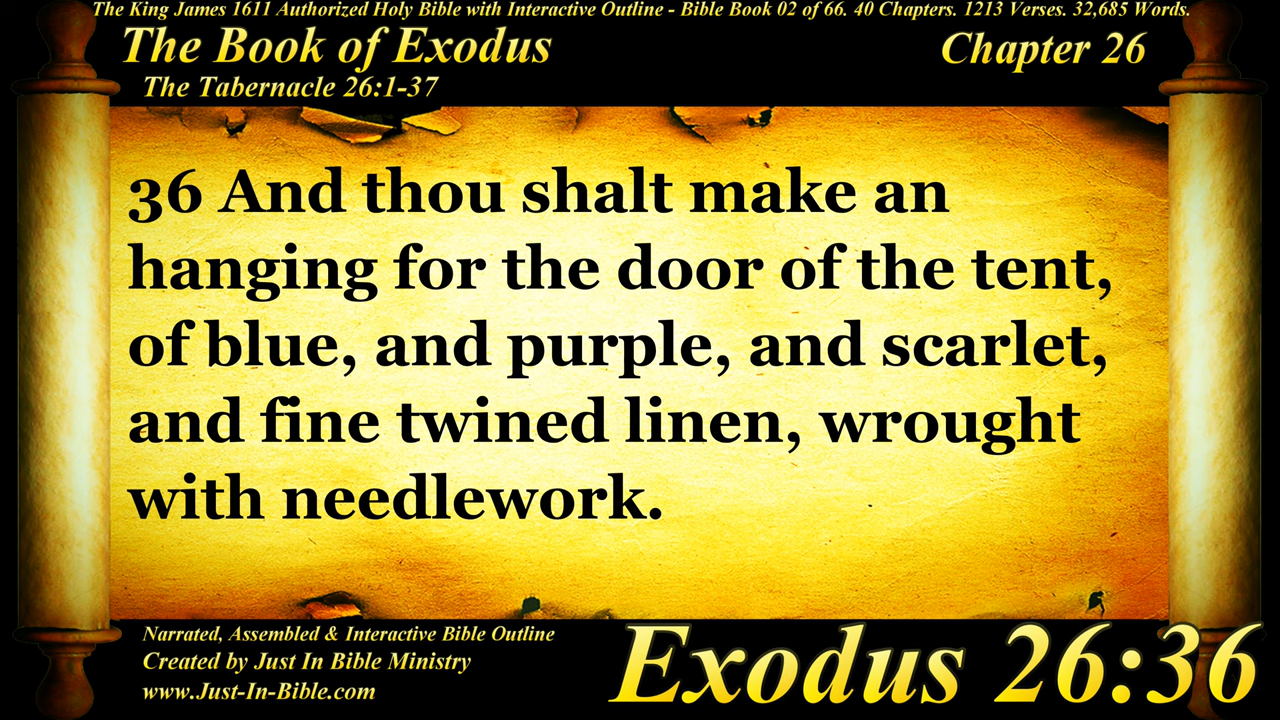 The King James 1611 Authorized Holy Bible with Interactive Outline - Bible Book 02 of 66. 40 Chapters. 1213 Verses. 32,685 Words.
The Book of Exodus
Chapter 26
The Tabernacle 26:1-37
36 And thou shalt make an
hanging for the door of the tent,
of blue, and purple, and scarlet,
and fine twined linen, wrought
with needlework.
Narrated, Assembled & Interactive Bible Outline
Created by Just In Bible Ministry
www.Just-In-Bible.com
Exodus 26:36